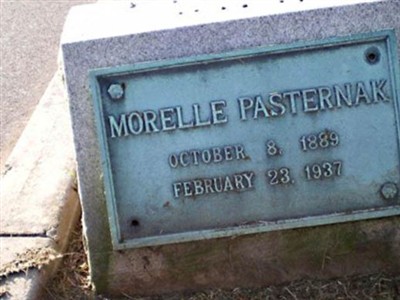 MORELLE PASTERNAK
OCTOBER 8, 1889
FEBRUARY 23, 1937